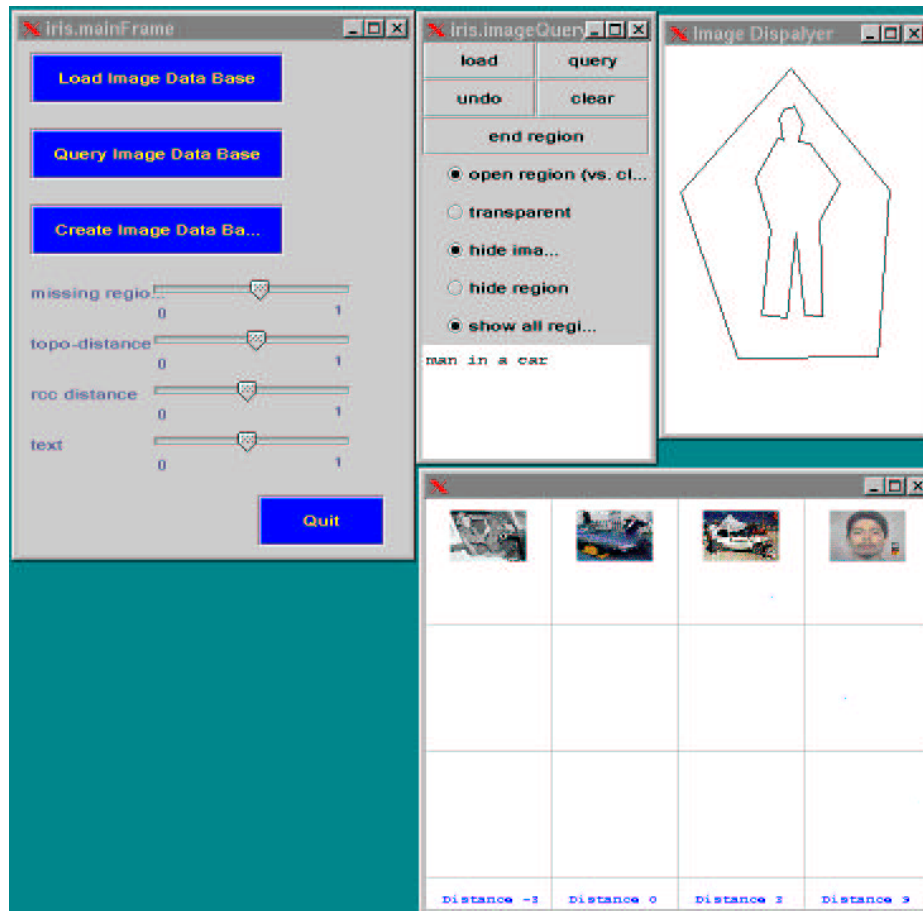 iris.mainFrame
Load Image Data Base
Query Image Data Base
Create Image Data Ba...
missing regio...
0 1
topo-distance
0 1
rcc distance
0 1
text
0 1
Quit
iris.imageQuery
load query
undo clear
end region
open region (vs. cl...
transparent
hide ima...
hide region
show all regi...
man in a car
Image Dispalyer
Distance -3 Distance 0 Distance 3 Distance 9